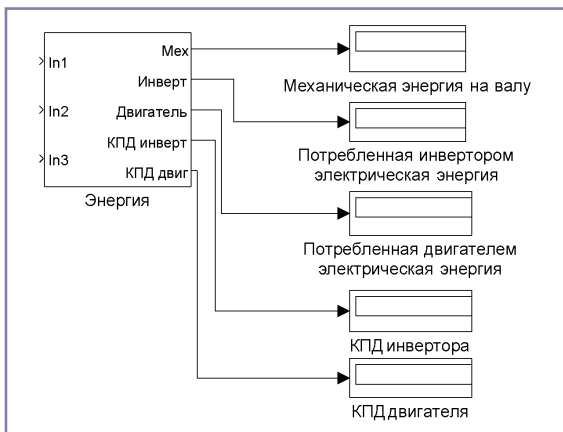 In1
In2
In3
Мех
Инверт
Двигатель
КПД инверт
КПД двиг
Энергия
Механическая энергия на валу
Потребленная инвертором
электрическая энергия
Потребленная двигателем
электрическая энергия
КПД инвертора
КПД двигателя